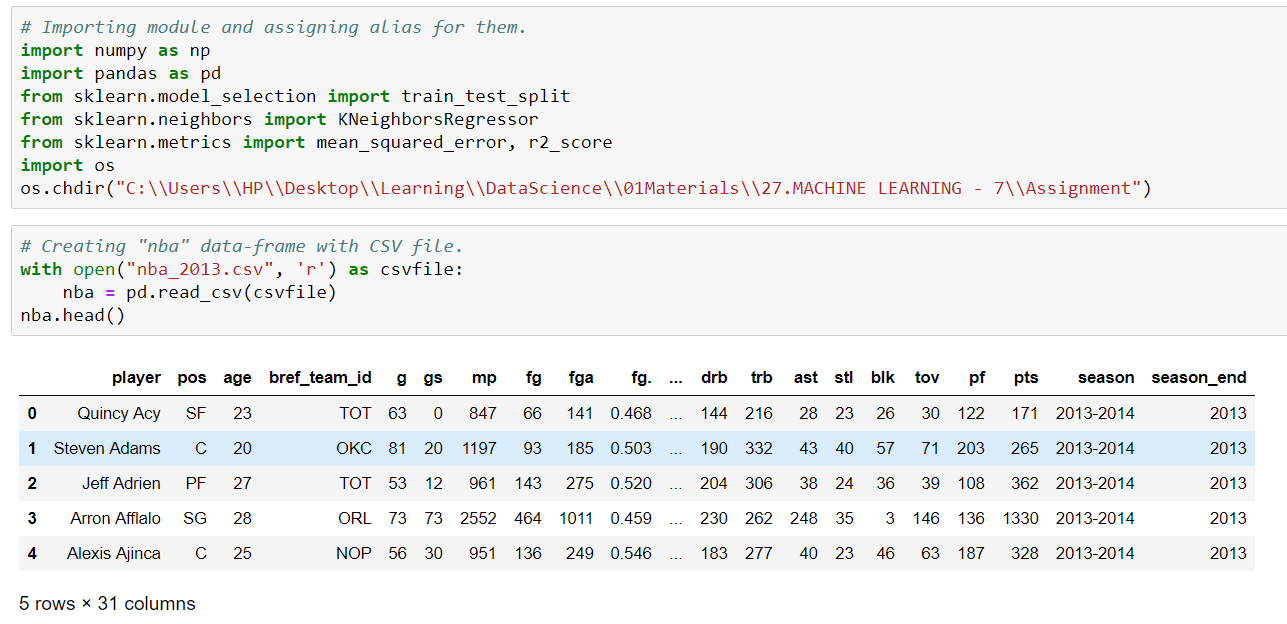 # Importing module and assigning alias for them.
import numpy as np
import pandas as pd
from sklearn.model_selection import train_test_split
from sklearn.neighbors import KNeighborsRegressor
from sklearn.metrics import mean_squared_error, r2_score
import os
os.chdir("C:\\Users\\HP\\Desktop\\Learning\\DataScience\\01Materials\\27.MACHINE LEARNING - 7\\Assignment")
# Creating "nba" data-frame with CSV file.
with open("nba_2013.csv", 'r') as csvfile:
    nba = pd.read_csv(csvfile)
nba.head()
player pos age bref_team_id g gs mp fg fga fg. ... drb trb ast stl blk tov pf pts season season_end
0 Quincy Acy SF 23 TOT 63 0 847 66 141 0.468 ... 144 216 28 23 26 30 122 171 2013-2014 2013
1 Steven Adams C 20 OKC 81 20 1197 93 185 0.503 ... 190 332 43 40 57 71 203 265 2013-2014 2013
2 Jeff Adrien PF 27 TOT 53 12 961 143 275 0.520 ... 204 306 38 24 36 39 108 362 2013-2014 2013
3 Arron Afflalo SG 28 ORL 73 73 2552 464 1011 0.459 ... 230 262 248 35 3 146 136 1330 2013-2014 2013
4 Alexis Ajinca C 25 NOP 56 30 951 136 249 0.546 ... 183 277 40 23 46 63 187 328 2013-2014 2013
5 rows × 31 columns